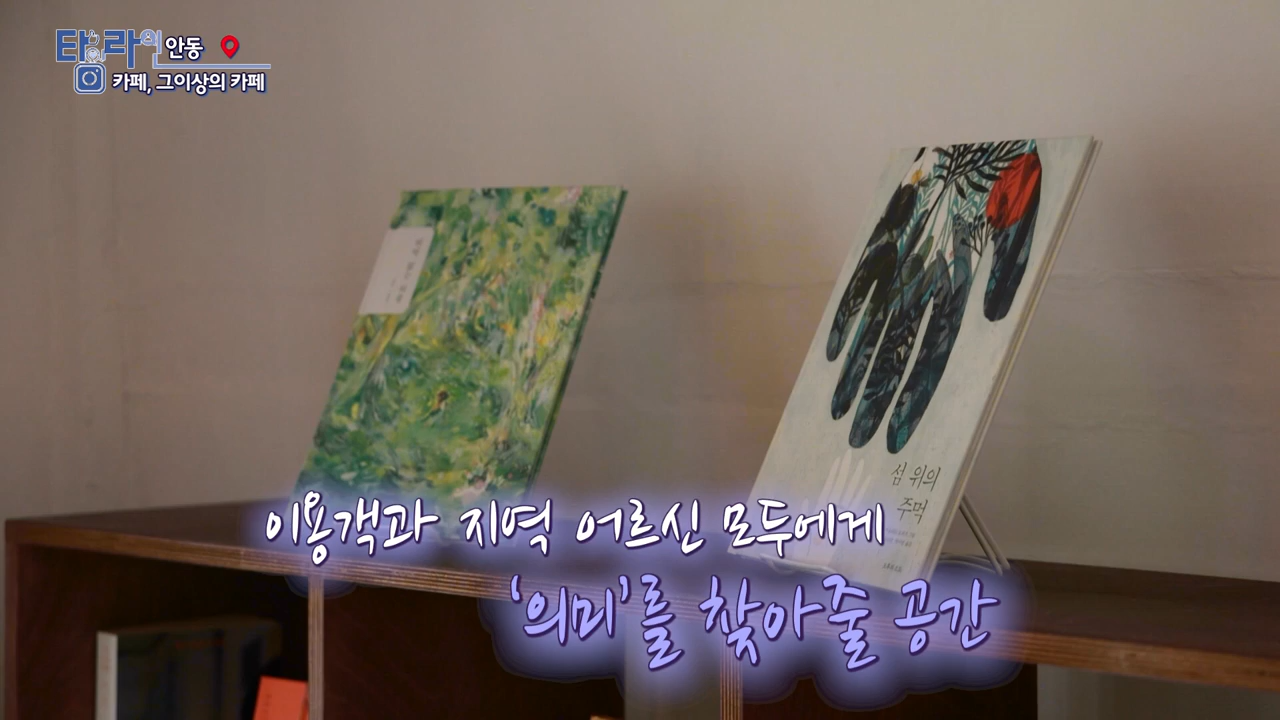 타라의 안동
카페, 그이상의 카페
섬 위의
주먹
이용객과 지역 어르신 모두에게
'의미'를 찾아줄 공간